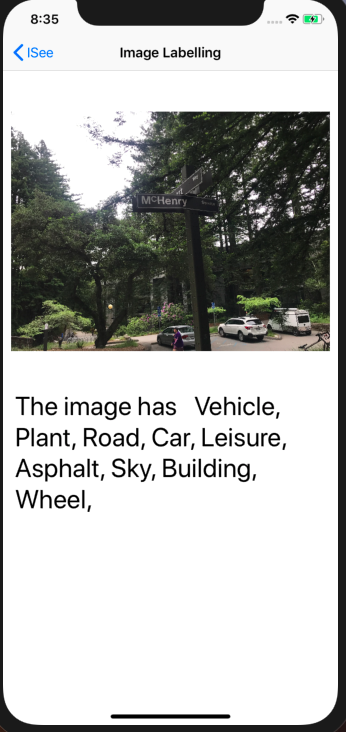 8:35
ISee
Image Labelling
McHenry
The image has Vehicle,
Plant, Road, Car, Leisure,
Asphalt, Sky, Building,
Wheel,